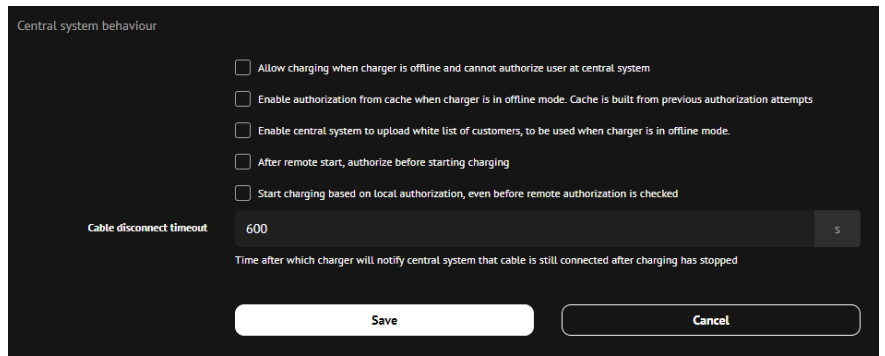 Central system behaviour
Allow charging when charger is offline and cannot authorize user at central system
Enable authorization from cache when charger is in offline mode. Cache is built from previous authorization attempts
Enable central system to upload white list of customers, to be used when charger is in offline mode.
After remote start, authorize before starting charging
Start charging based on local authorization, even before remote authorization is checked
Cable disconnect timeout 600 s
Time after which charger will notify central system that cable is still connected after charging has stopped
Save Cancel